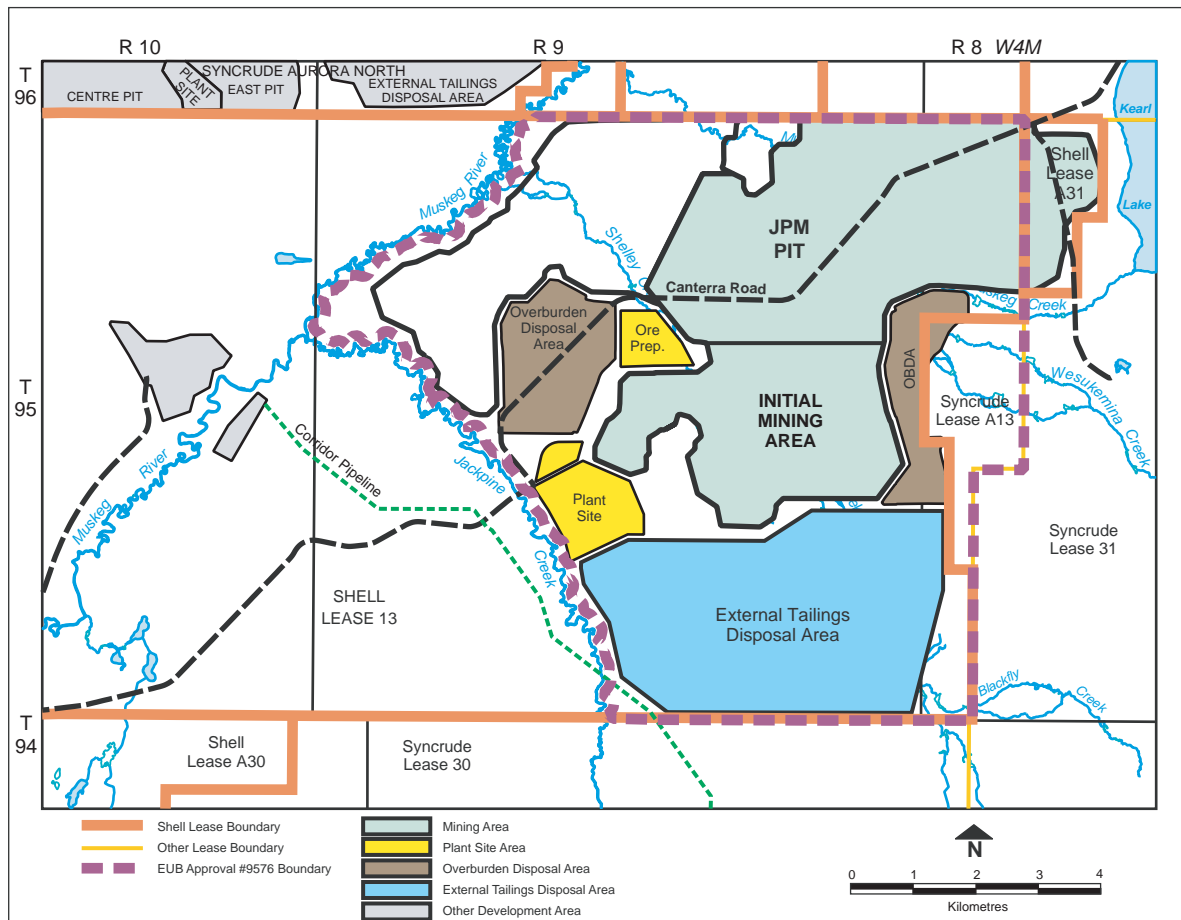 R 10
R 9
R 8 W4M
T
96
SYNCRUDE AURORA NORTH
CENTRE PIT
PLANT
SITE
EAST PIT
EXTERNAL TAILINGS
DISPOSAL AREA
Kearl
Lake
Muskeg River
Shell
Lease
A31
JPM
PIT
Shelley
Canterra Road
Muskeg Creek
Overburden
Disposal
Area
Ore
Prep.
OBDA
Wesukemina Creek
T
95
INITIAL
MINING
AREA
Syncrude
Lease A13
Corridor Pipeline
Jackpine
Creek
Muskeg River
Plant
Site
Syncrude
Lease 31
SHELL
LEASE 13
External Tailings
Disposal Area
Blackfly
Creek
T
94
Shell
Lease A30
Syncrude
Lease 30
Shell Lease Boundary
Other Lease Boundary
EUB Approval #9576 Boundary
Mining Area
Plant Site Area
Overburden Disposal Area
External Tailings Disposal Area
Other Development Area
N
0 1 2 3 4
Kilometres